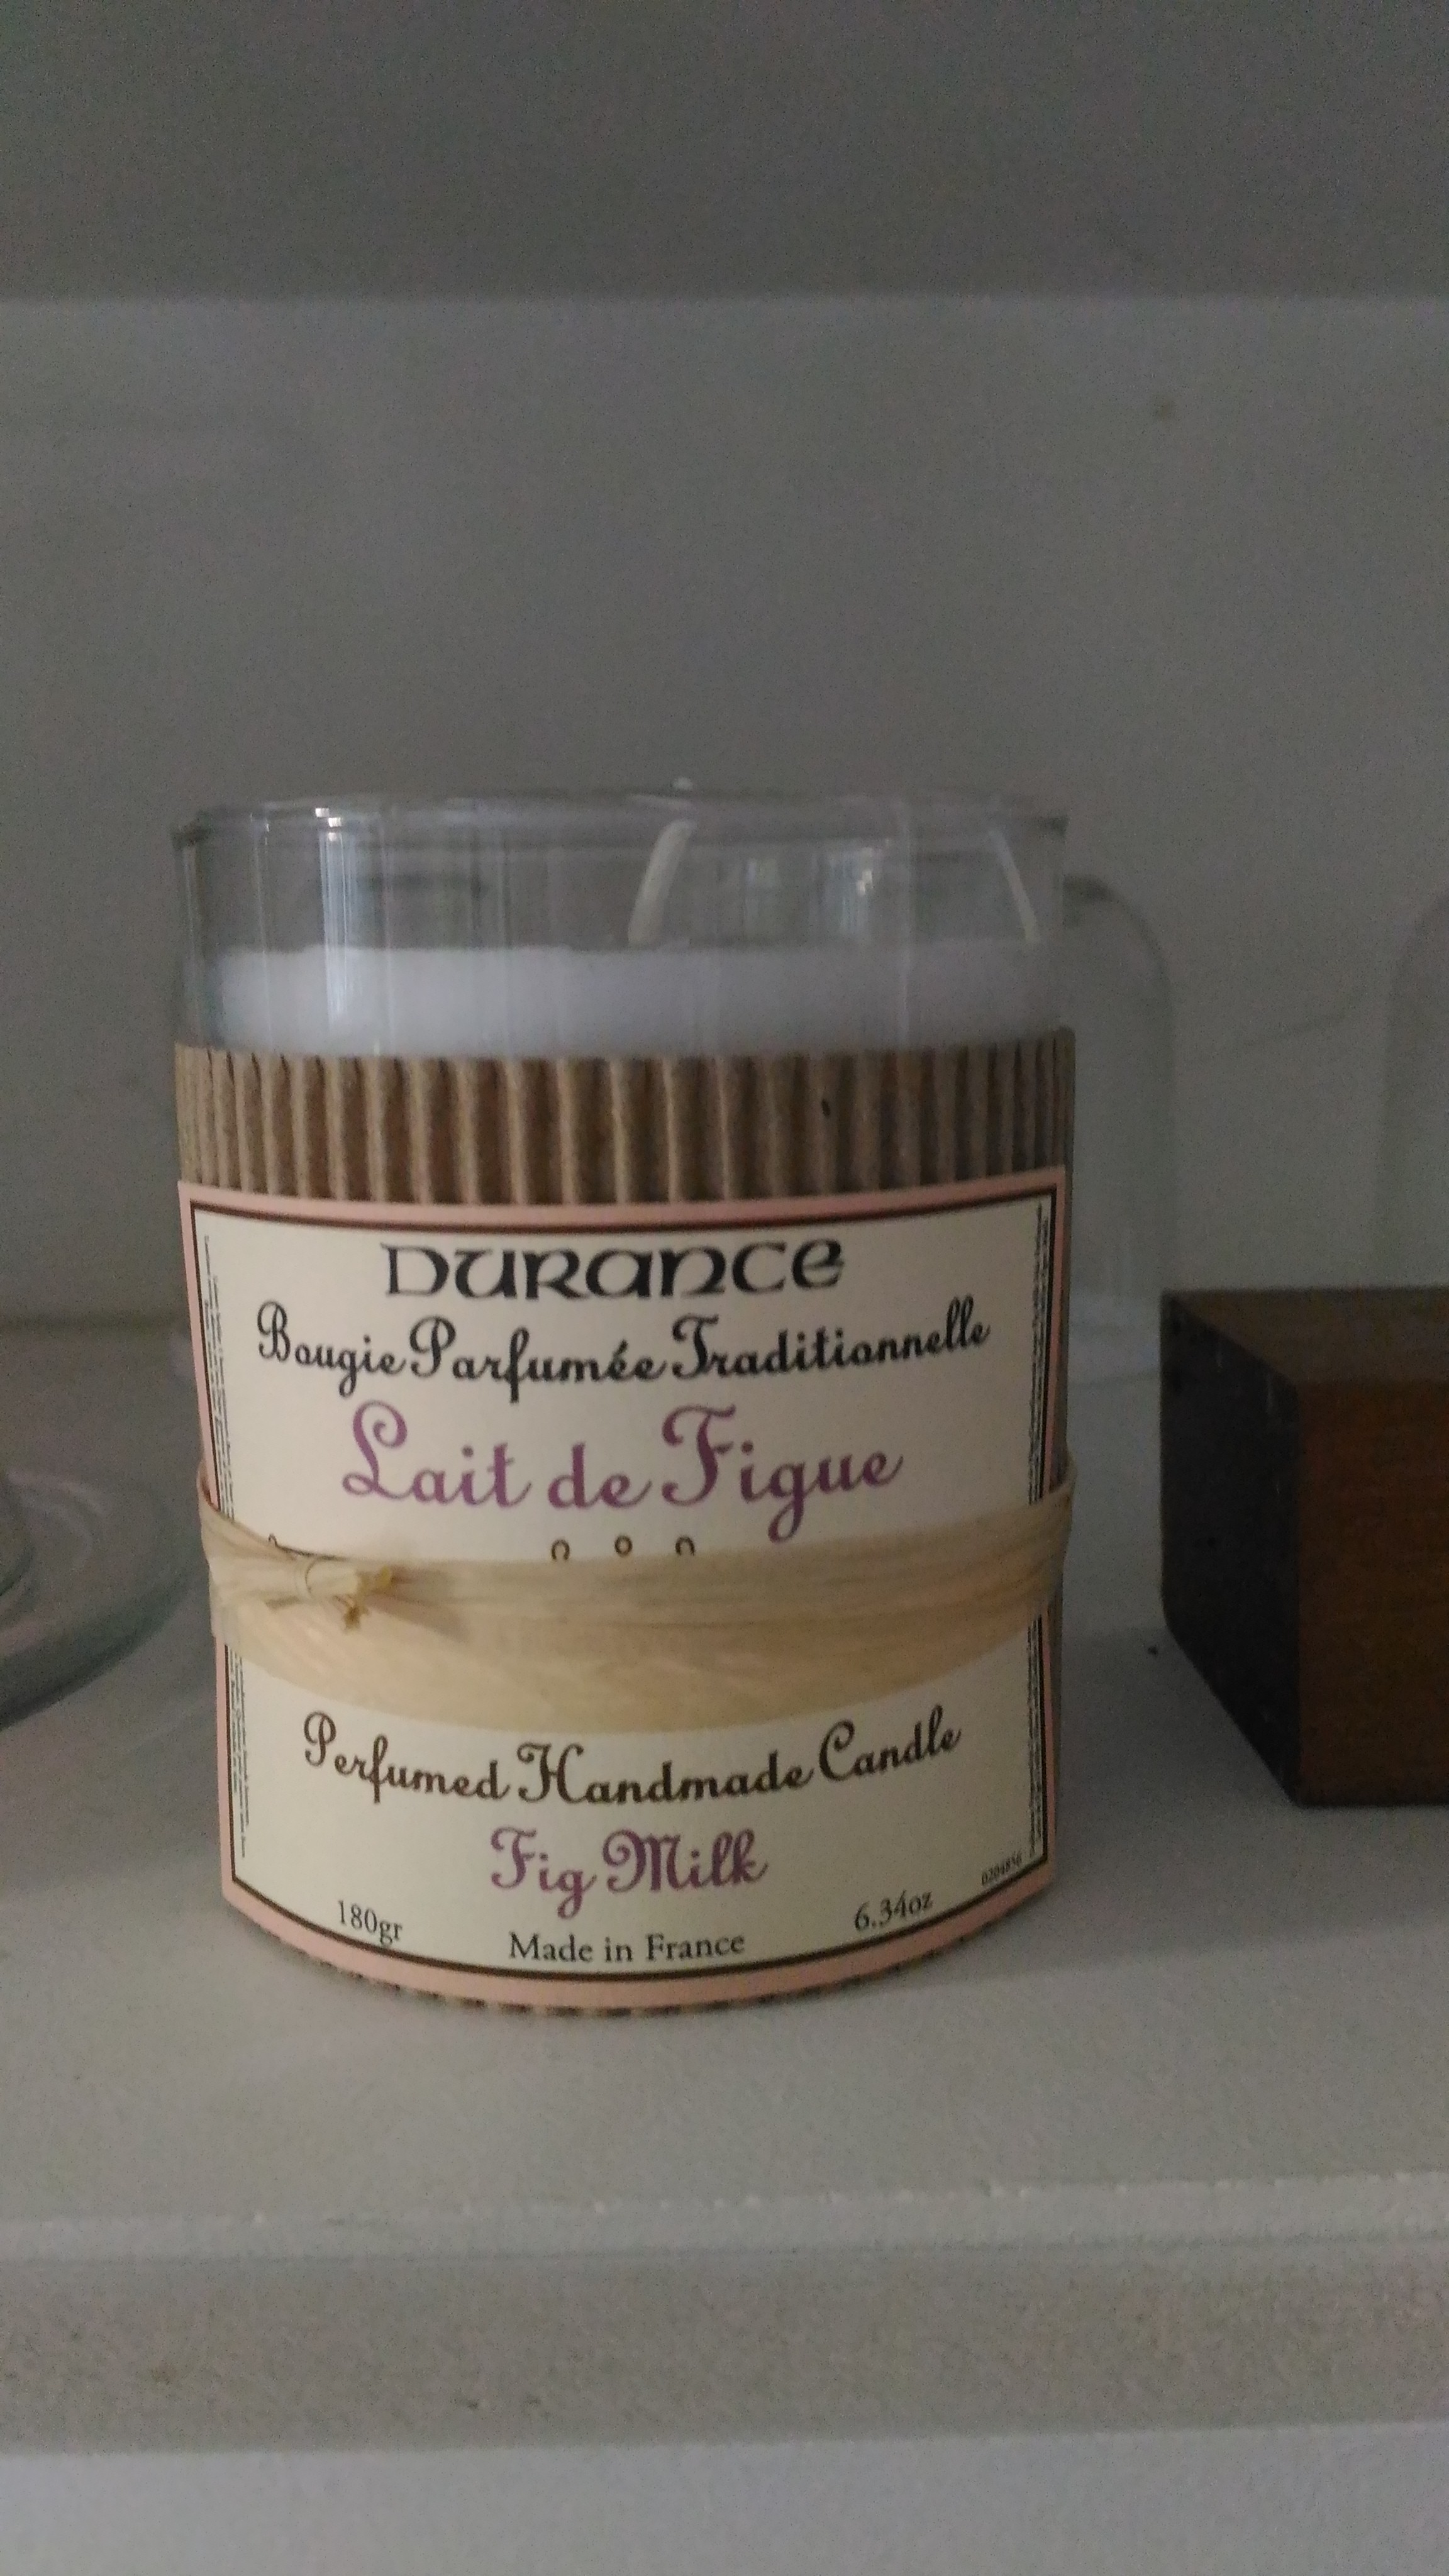 DURANCE
Bougie Parfumée Traditionnelle
Lait de Figue
Perfumed Handmade Candle
Fig Milk
180gr
Made in France
6.34oz